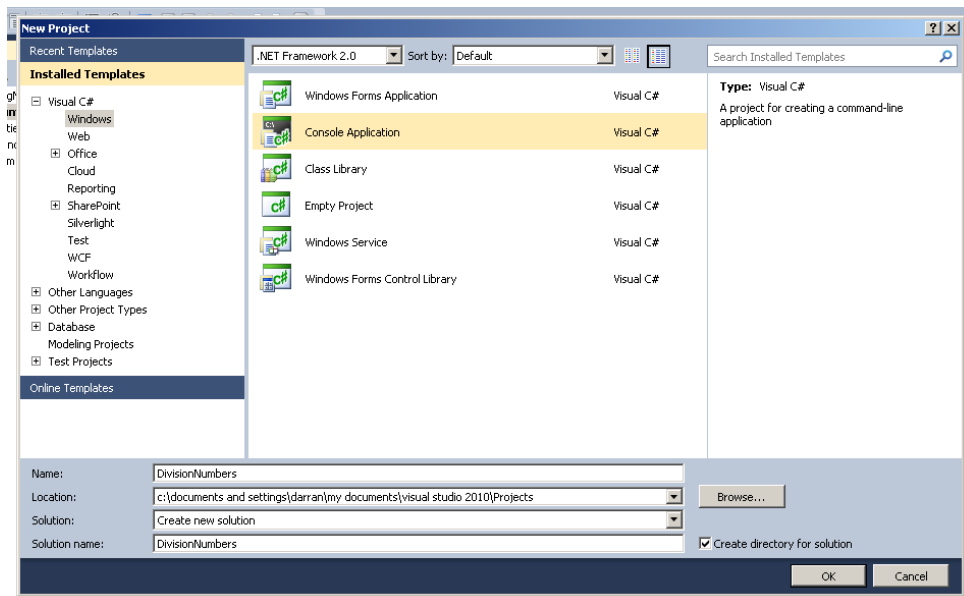 New Project
Recent Templates
Installed Templates
Visual C#
Windows
Web
Office
Cloud
Reporting
SharePoint
Silverlight
Test
WCF
Workflow
Other Languages
Other Project Types
Database
Modeling Projects
Test Projects
Online Templates
.NET Framework 2.0 Sort by: Default
Windows Forms Application Visual C#
Console Application Visual C#
Class Library Visual C#
Empty Project Visual C#
Windows Service Visual C#
Windows Forms Control Library Visual C#
Search Installed Templates
Type: Visual C#
A project for creating a command-line
application
Name: DivisionNumbers
Location: c:\documents and settings\darran\my documents\visual studio 2010\Projects Browse...
Solution: Create new solution
Solution name: DivisionNumbers Create directory for solution
OK Cancel